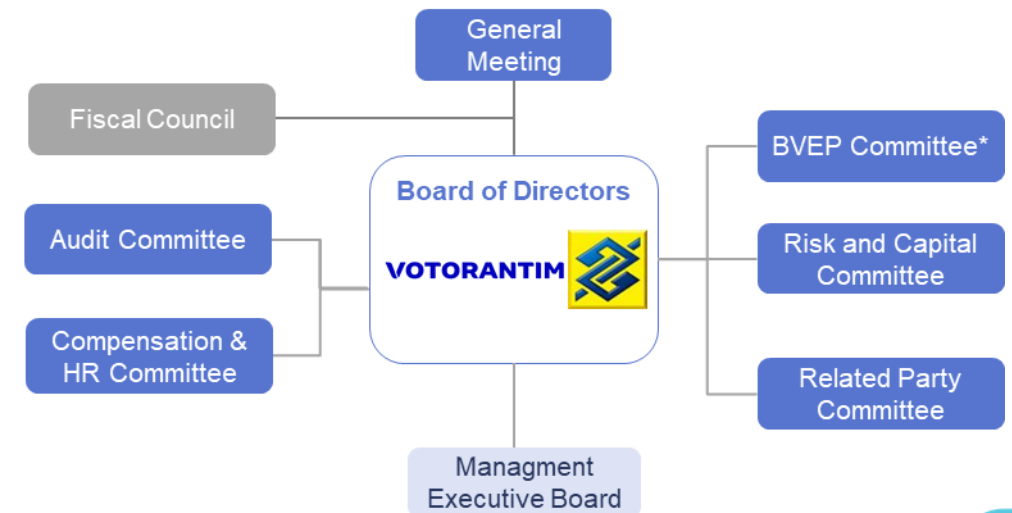 General
Meeting
Fiscal Council
BVEP Committee*
Board of Directors
Audit Committee
Risk and Capital
Committee
VOTORANTIM
Compensation &
HR Committee
Related Party
Committee
Managment
Executive Board